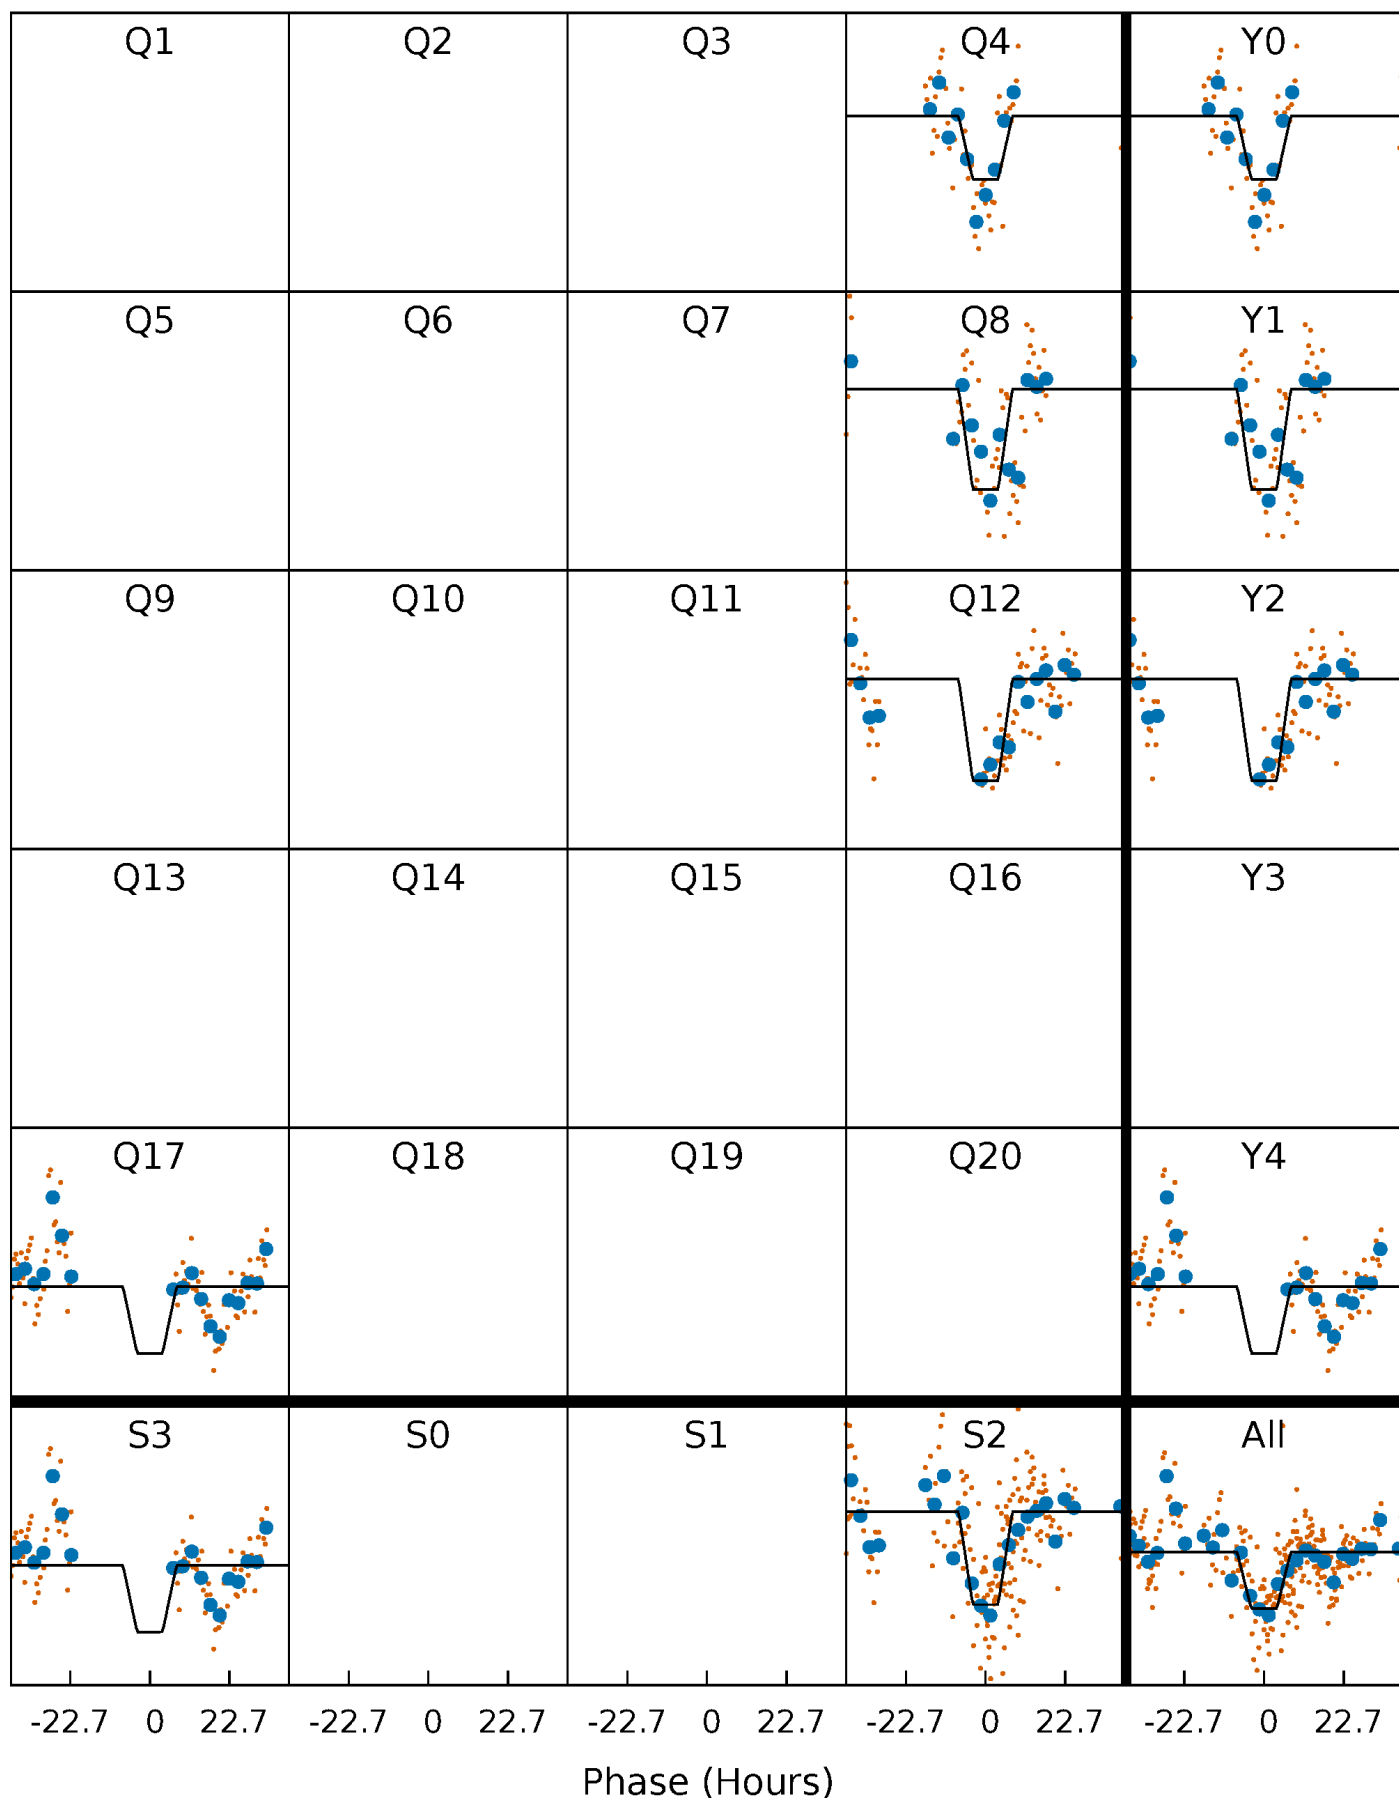 Q1 Q2 Q3 Q4 Y0
Q5 Q6 Q7 Q8 Y1
Q9 Q10 Q11 Q12 Y2
Q13 Q14 Q15 Q16 Y3
Q17 Q18 Q19 Q20 Y4
S3 S0 S1 S2 All
-22.7 0 22.7 -22.7 0 22.7 -22.7 0 22.7 -22.7 0 22.7 -22.7 0 22.7
Phase (Hours)